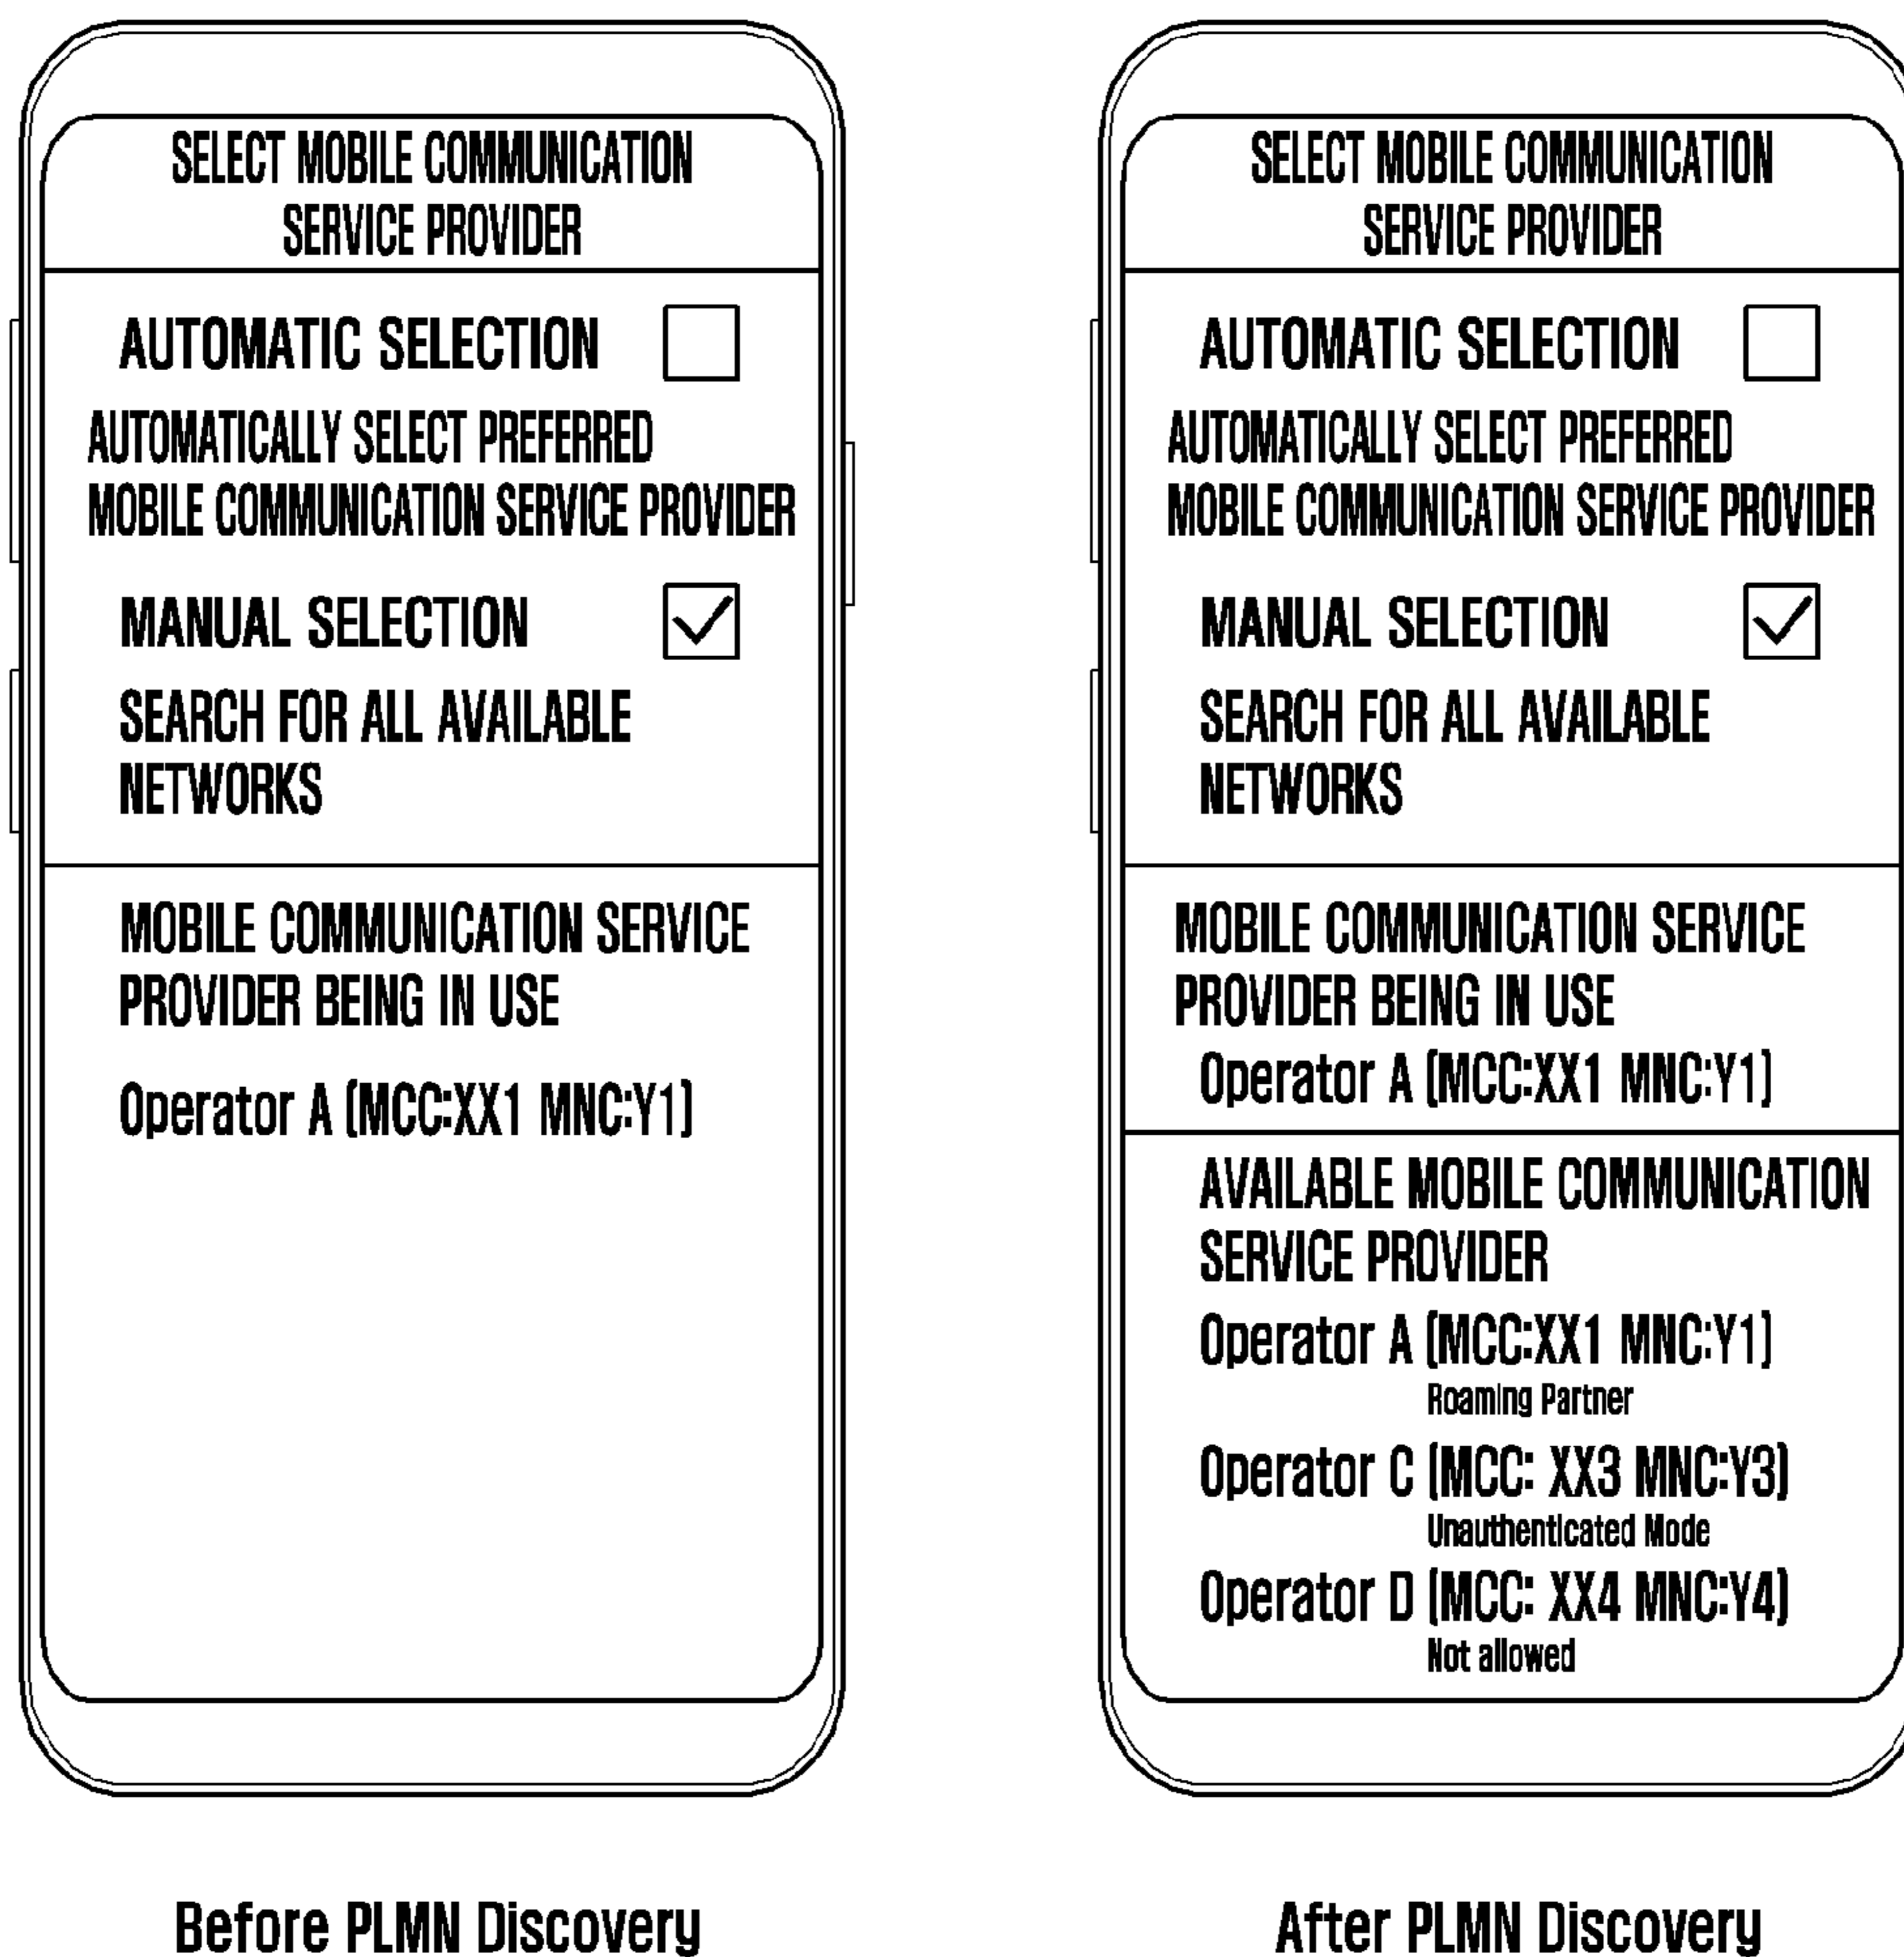 SELECT MOBILE COMMUNICATION
SERVICE PROVIDER
AUTOMATIC SELECTION
AUTOMATICALLY SELECT PREFERRED
MOBILE COMMUNICATION SERVICE PROVIDER
MANUAL SELECTION
SEARCH FOR ALL AVAILABLE
NETWORKS
MOBILE COMMUNICATION SERVICE
PROVIDER BEING IN USE
Operator A (MCC:XX1 MNC:Y1)
Before PLMN Discovery
SELECT MOBILE COMMUNICATION
SERVICE PROVIDER
AUTOMATIC SELECTION
AUTOMATICALLY SELECT PREFERRED
MOBILE COMMUNICATION SERVICE PROVIDER
MANUAL SELECTION
SEARCH FOR ALL AVAILABLE
NETWORKS
MOBILE COMMUNICATION SERVICE
PROVIDER BEING IN USE
Operator A (MCC:XX1 MNC:Y1)
AVAILABLE MOBILE COMMUNICATION
SERVICE PROVIDER
Operator A (MCC:XX1 MNC:Y1)
Roaming Partner
Operator C (MCC: XX3 MNC:Y3)
Unauthenticated Mode
Operator D (MCC: XX4 MNC:Y4)
Not allowed
After PLMN Discovery